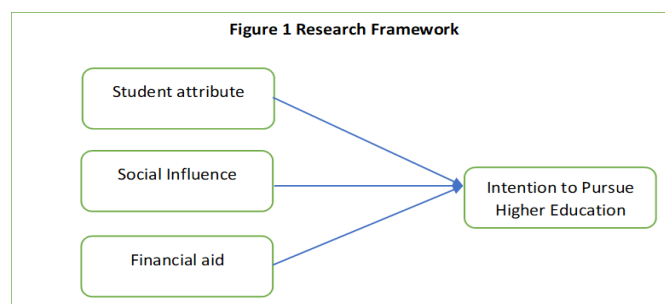 Figure 1 Research Framework
Student attribute
Social Influence
Financial aid
Intention to Pursue
Higher Education